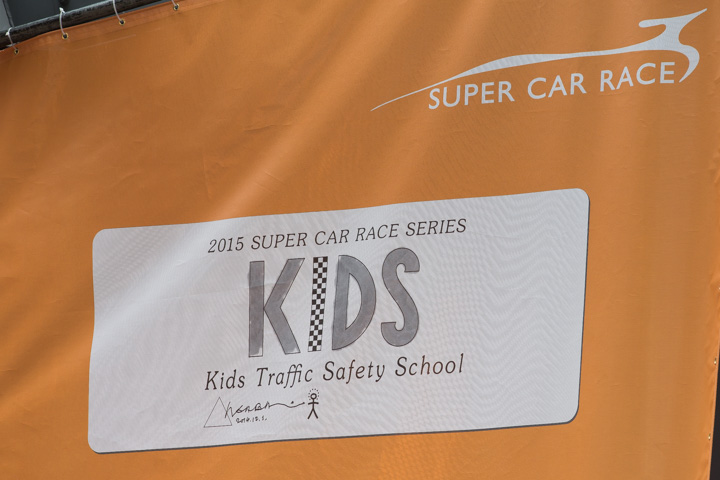 SUPER CAR RACE
2015 SUPER CAR RACE SERIES
KIDS
Kids Traffic Safety School